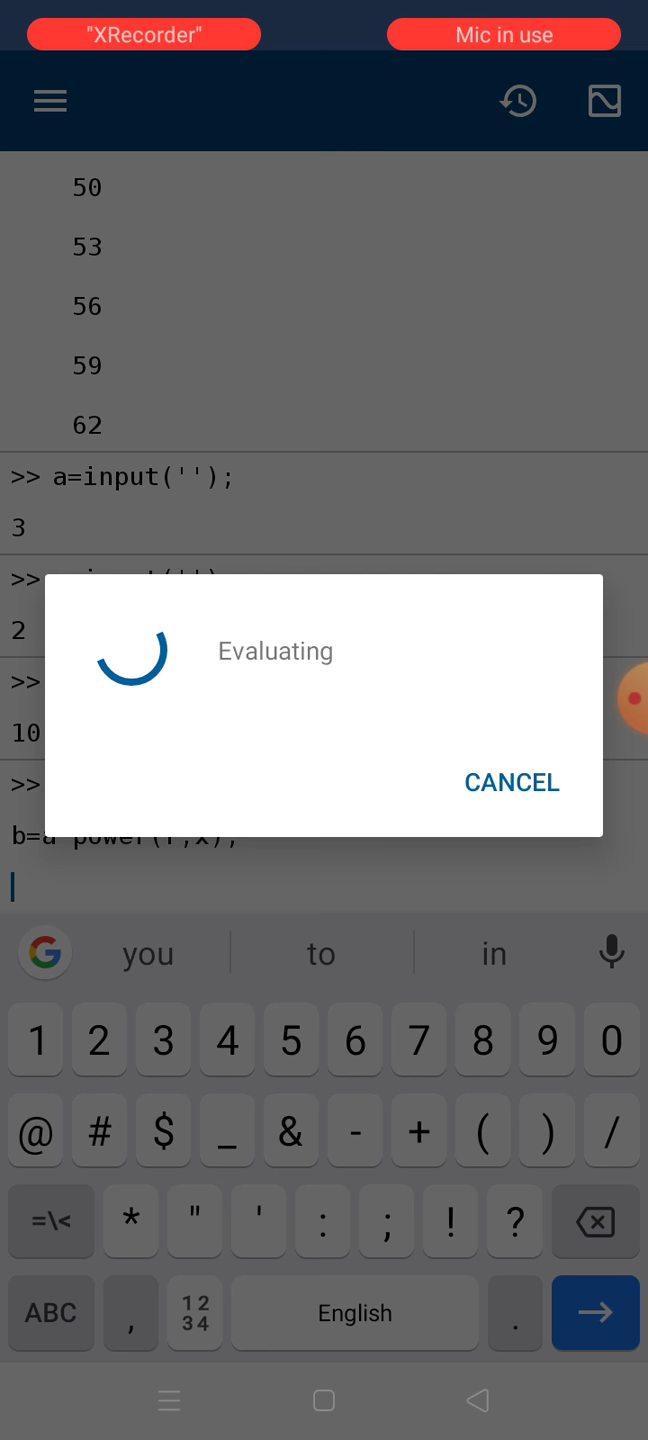 "XRecorder" Mic in use
50
53
56
59
62
>> a=input('');
3
>>
2
>>
10
>>
Evaluating
CANCEL
b=a*power(r,x);
you to in
1 2 3 4 5 6 7 8 9 0
@ # $ _ & - + ( ) /
=\< * " ' : ; ! ?
ABC , 12 34 English .